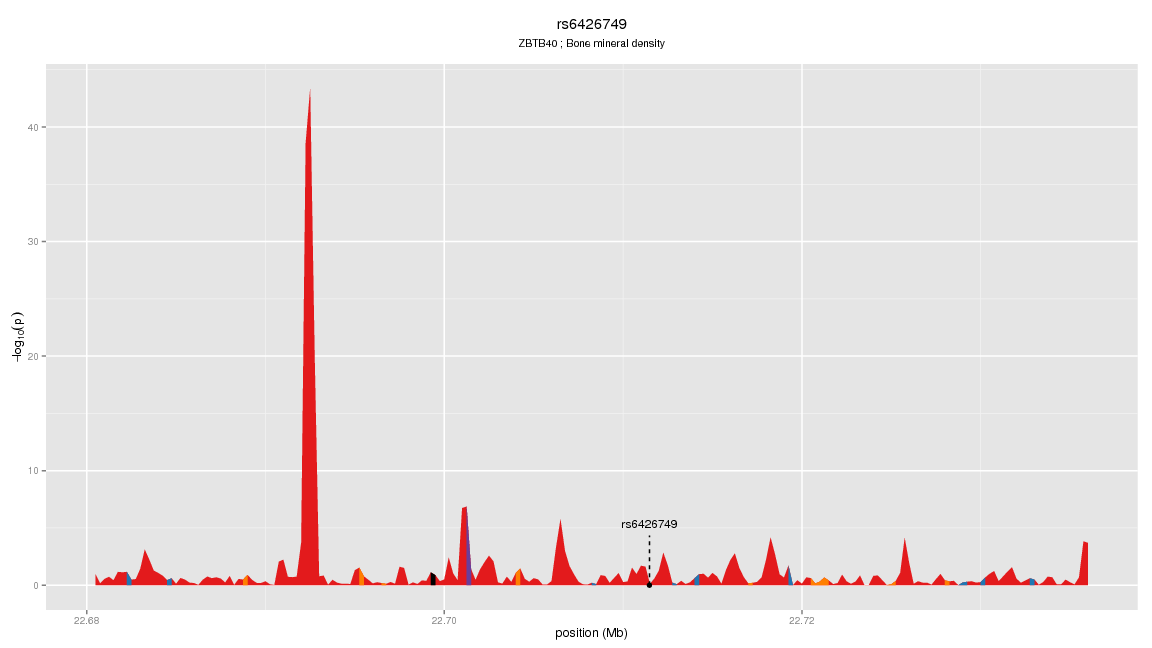 rs6426749
ZBTB40 ; Bone mineral density
−log10(p)
40
30
20
10
0
rs6426749
22.68
22.70
22.72
position (Mb)